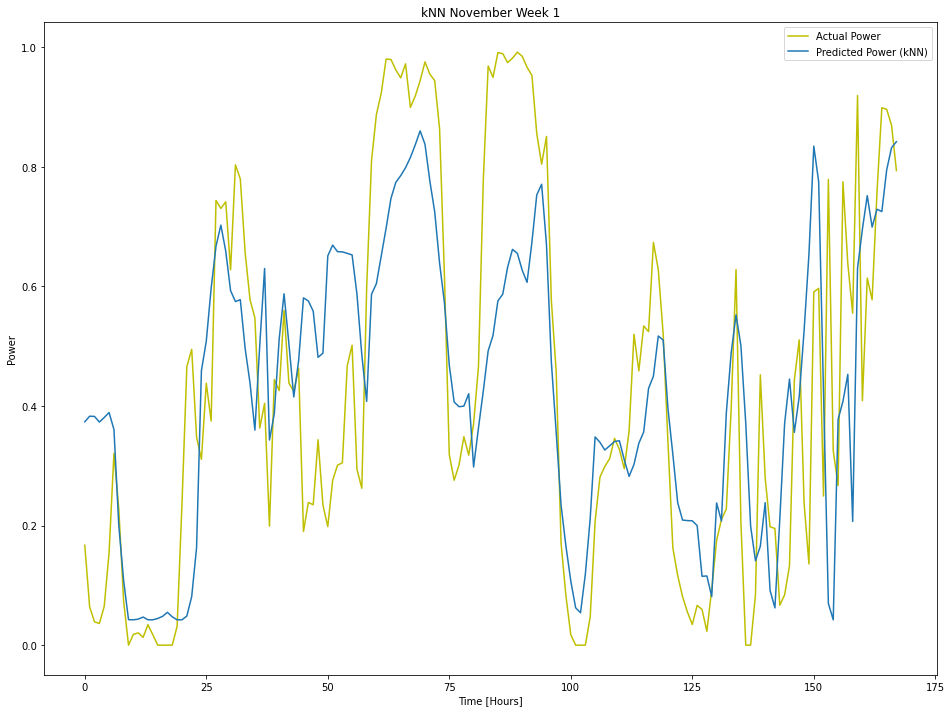 kNN November Week 1
Actual Power
Predicted Power (kNN)
1.0
0.8
0.6
0.4
0.2
0.0
Power
0
25
50
75
100
125
150
175
Time [Hours]